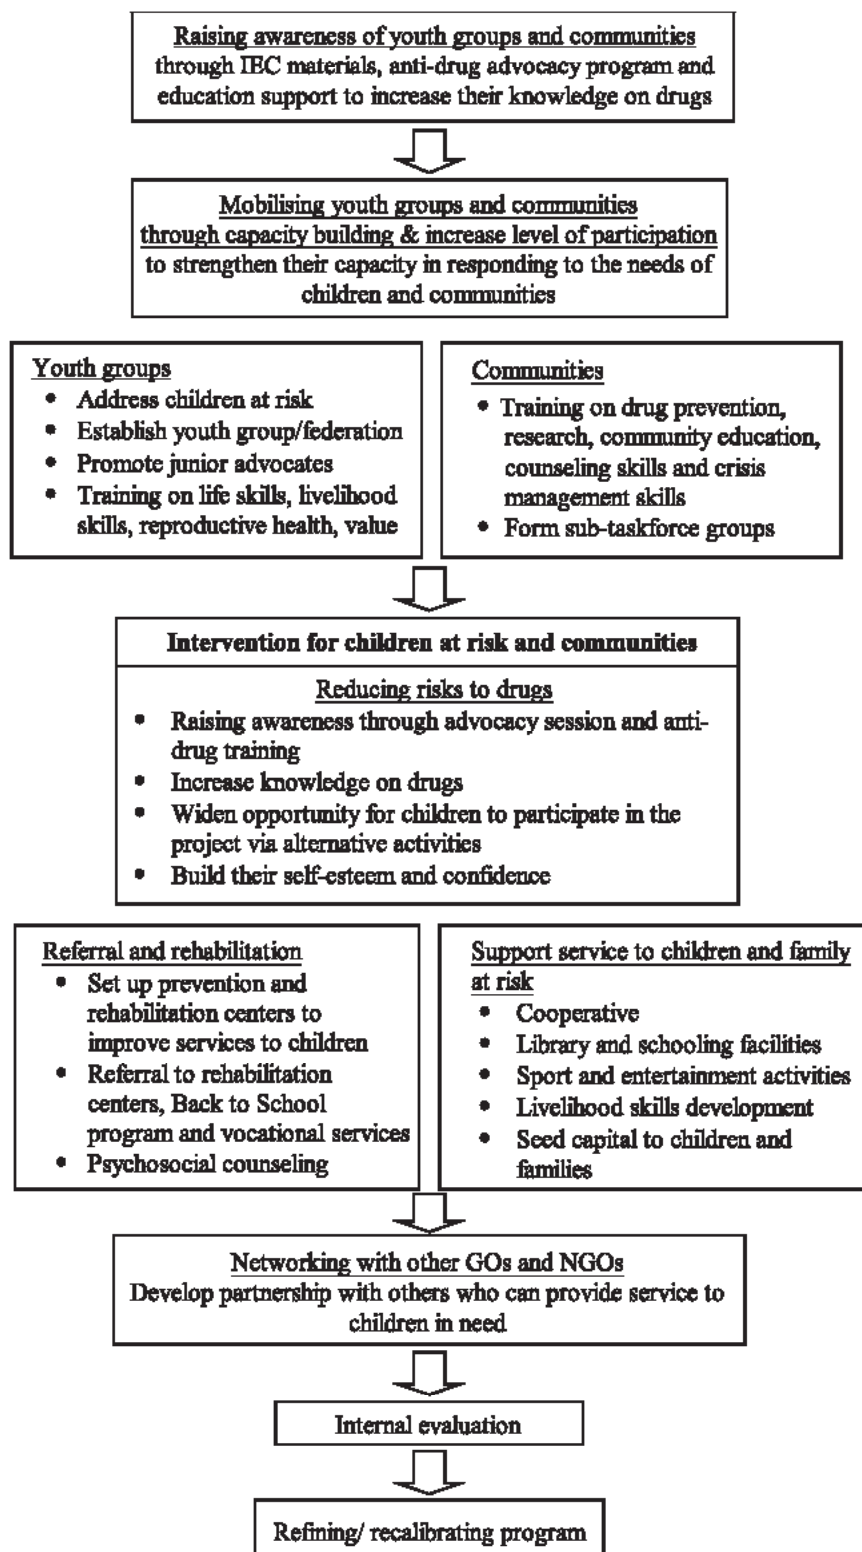 Raising awareness of youth groups and communities
through IEC materials, anti-drug advocacy program and
education support to increase their knowledge on drugs
Mobilising youth groups and communities
through capacity building & increase level of participation
to strengthen their capacity in responding to the needs of
children and communities
Youth groups
• Address children at risk
• Establish youth group/federation
• Promote junior advocates
• Training on life skills, livelihood
skills, reproductive health, value
Communities
• Training on drug prevention,
research, community education,
counseling skills and crisis
management skills
• Form sub-taskforce groups
Intervention for children at risk and communities
Reducing risks to drugs
• Raising awareness through advocacy session and anti-
drug training
• Increase knowledge on drugs
• Widen opportunity for children to participate in the
project via alternative activities
• Build their self-esteem and confidence
Referral and rehabilitation
• Set up prevention and
rehabilitation centers to
improve services to children
• Referral to rehabilitation
centers, Back to School
program and vocational services
• Psychosocial counseling
Support service to children and family
at risk
• Cooperative
• Library and schooling facilities
• Sport and entertainment activities
• Livelihood skills development
• Seed capital to children and
families
Networking with other GOs and NGOs
Develop partnership with others who can provide service to
children in need
Internal evaluation
Refining/ recalibrating program